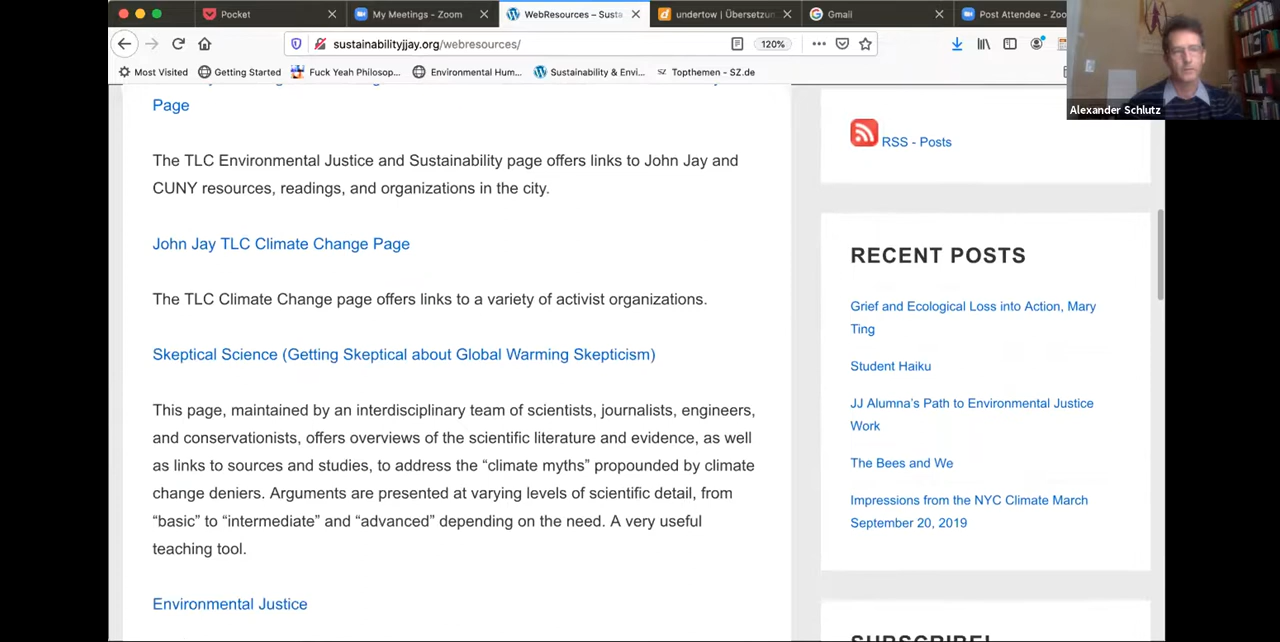 Pocket
My Meetings - Zoom
WebResources – Susta
undertow | Übersetzun
Gmail
Post Attendee - Zoo
sustainabilityjjay.org/webresources/
120%
Most Visited
Getting Started
Fuck Yeah Philosop...
Environmental Hum...
Sustainability & Envi...
Topthemen - SZ.de
Alexander Schlutz
Page
The TLC Environmental Justice and Sustainability page offers links to John Jay and
CUNY resources, readings, and organizations in the city.
John Jay TLC Climate Change Page
The TLC Climate Change page offers links to a variety of activist organizations.
Skeptical Science (Getting Skeptical about Global Warming Skepticism)
This page, maintained by an interdisciplinary team of scientists, journalists, engineers,
and conservationists, offers overviews of the scientific literature and evidence, as well
as links to sources and studies, to address the “climate myths” propounded by climate
change deniers. Arguments are presented at varying levels of scientific detail, from
“basic” to “intermediate” and “advanced” depending on the need. A very useful
teaching tool.
Environmental Justice
RSS - Posts
RECENT POSTS
Grief and Ecological Loss into Action, Mary
Ting
Student Haiku
JJ Alumna’s Path to Environmental Justice
Work
The Bees and We
Impressions from the NYC Climate March
September 20, 2019
SUBSCRIBE!